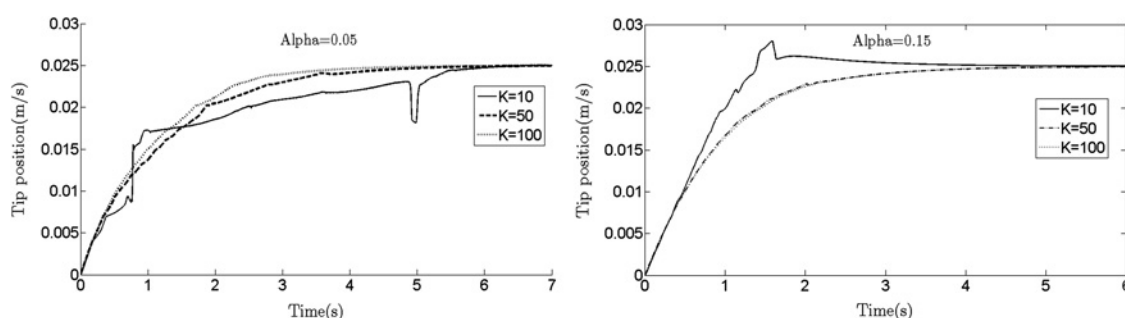 0.03
0.025
0.02
0.015
0.01
0.005
0
Tip position(m/s)
Alpha=0.05
K=10
K=50
K=100
0 1 2 3 4 5 6 7
Time(s)
0.03
0.025
0.02
0.015
0.01
0.005
0
Tip position(m/s)
Alpha=0.15
K=10
K=50
K=100
0 1 2 3 4 5 6
Time(s)